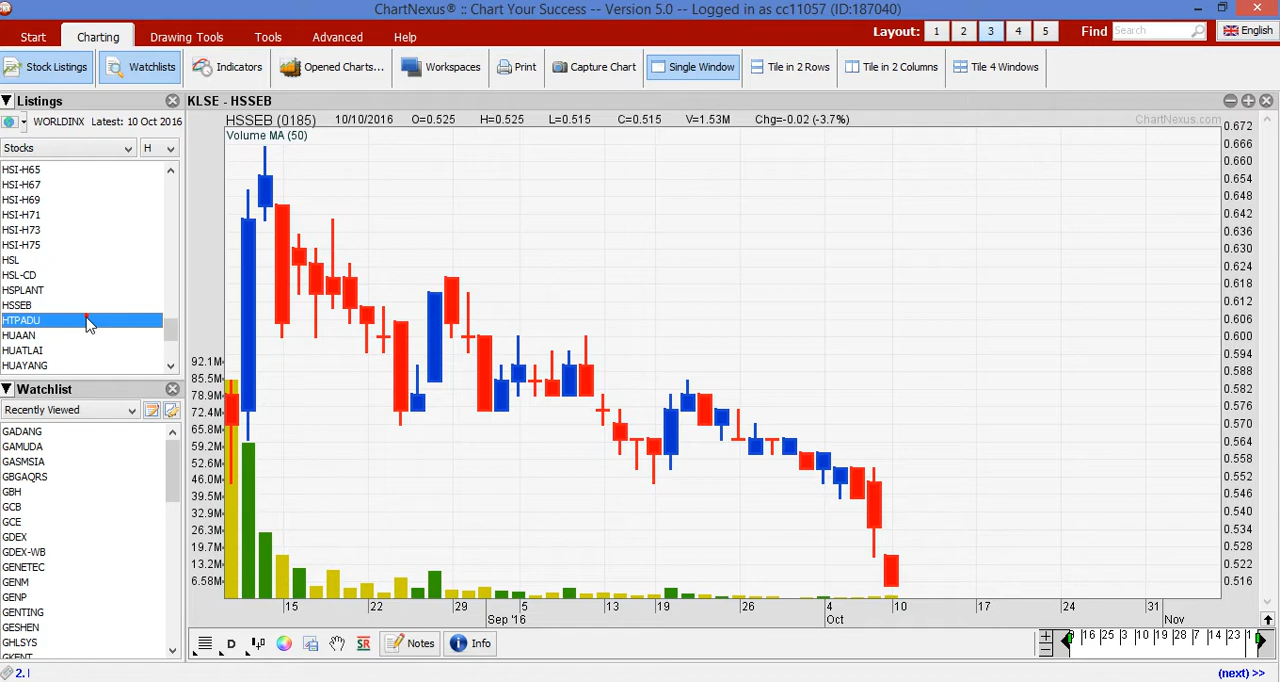 ChartNexus® :: Chart Your Success -- Version 5.0 -- Logged in as cc11057 (ID:187040)
Start Charting Drawing Tools Tools Advanced Help Layout: 1 2 3 4 5 Find Search English
Stock Listings Watchlists Indicators Opened Charts... Workspaces Print Capture Chart Single Window Tile in 2 Rows Tile in 2 Columns Tile 4 Windows
Listings
WORLDINX Latest: 10 Oct 2016
Stocks H
HSI-H65
HSI-H67
HSI-H69
HSI-H71
HSI-H73
HSI-H75
HSL
HSL-CD
HSPLANT
HSSEB
HTPADU
HUAAN
HUATLAI
HUAYANG
Watchlist
Recently Viewed
GADANG
GAMUDA
GASMSIA
GBGAQRS
GBH
GCB
GCE
GDEX
GDEX-WB
GENETEC
GENM
GENP
GENTING
GESHEN
GHLSYS
GKENT
KLSE - HSSEB
HSSEB (0185) 10/10/2016 O=0.525 H=0.525 L=0.515 C=0.515 V=1.53M Chg=-0.02 (-3.7%) ChartNexus.com
Volume MA (50)
92.1M
85.5M
78.9M
72.4M
65.8M
59.2M
52.6M
46.0M
39.5M
32.9M
26.3M
19.7M
13.2M
6.58M
0.672
0.666
0.660
0.654
0.648
0.642
0.636
0.630
0.624
0.618
0.612
0.606
0.600
0.594
0.588
0.582
0.576
0.570
0.564
0.558
0.552
0.546
0.540
0.534
0.528
0.522
0.516
15 22 29 5 13 19 26 4 10 17 24 31
Sep '16 Oct Nov
D SR Notes Info
16 25 3 10 19 28 7 14 23
2. I (next) >>